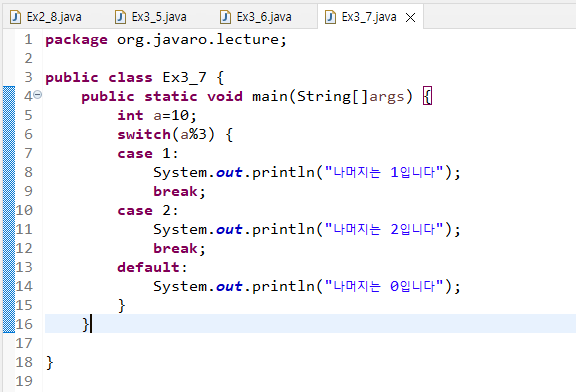 Ex2_8.java Ex3_5.java Ex3_6.java Ex3_7.java
1 package org.javaro.lecture;
2
3 public class Ex3_7 {
4 public static void main(String[]args) {
5 int a=10;
6 switch(a%3) {
7 case 1:
8 System.out.println("나머지는 1입니다");
9 break;
10 case 2:
11 System.out.println("나머지는 2입니다");
12 break;
13 default:
14 System.out.println("나머지는 0입니다");
15 }
16 }
17
18 }
19